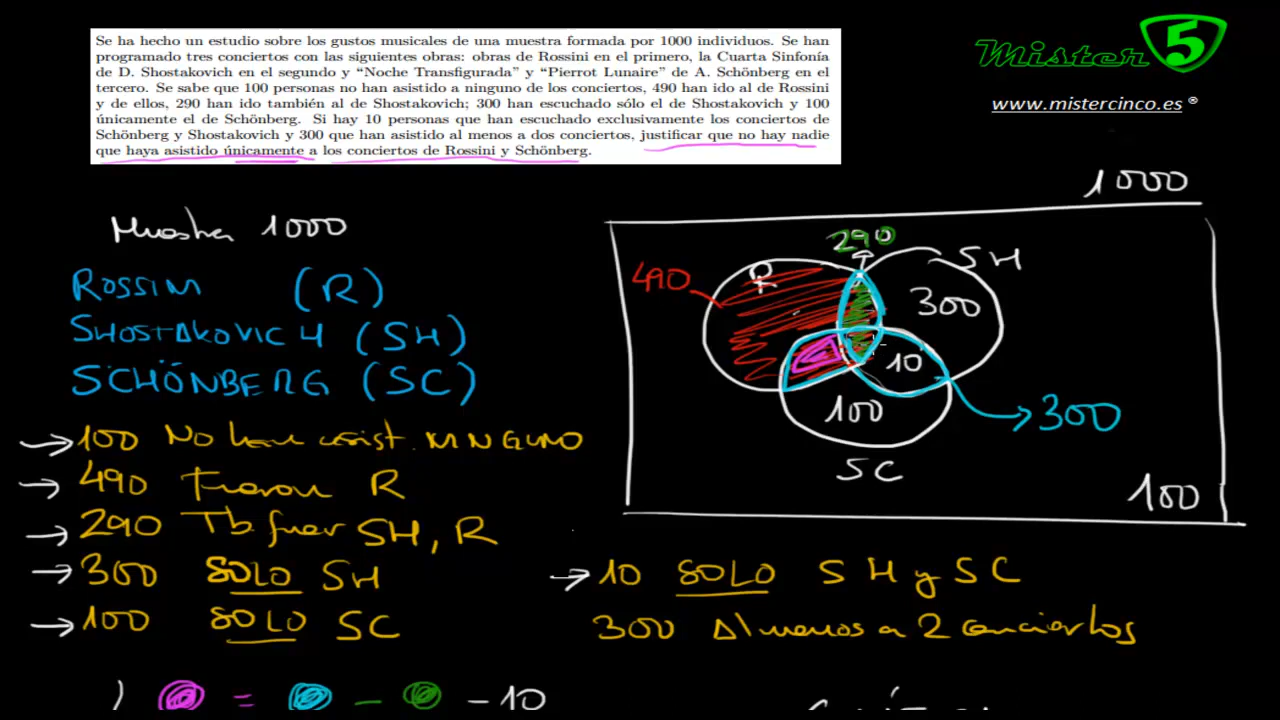 Se ha hecho un estudio sobre los gustos musicales de una muestra formada por 1000 individuos. Se han
programado tres conciertos con las siguientes obras: obras de Rossini en el primero, la Cuarta Sinfonía
de D. Shostakovich en el segundo y “Noche Transfigurada” y “Pierrot Lunaire” de A. Schönberg en el
tercero. Se sabe que 100 personas no han asistido a ninguno de los conciertos, 490 han ido al de Rossini
y de ellos, 290 han ido también al de Shostakovich; 300 han escuchado sólo el de Shostakovich y 100
únicamente el de Schönberg. Si hay 10 personas que han escuchado exclusivamente los conciertos de
Schönberg y Shostakovich y 300 que han asistido al menos a dos conciertos, justificar que no hay nadie
que haya asistido únicamente a los conciertos de Rossini y Schönberg.
Mister 5
www.mistercinco.es ®
1000
Muestra 1000
ROSSINI (R)
SHOSTAKOVICH (SH)
SCHÖNBERG (SC)
→ 100 No han asist. NINGUNO
→ 490 Fueron R
→ 290 Tb fuer SH, R
→ 300 SOLO SH
→ 100 SOLO SC
490
R
290
SH
300
10
100
300
SC
100
→ 10 SOLO SH y SC
300 Al menos a 2 conciertos
= - - 10